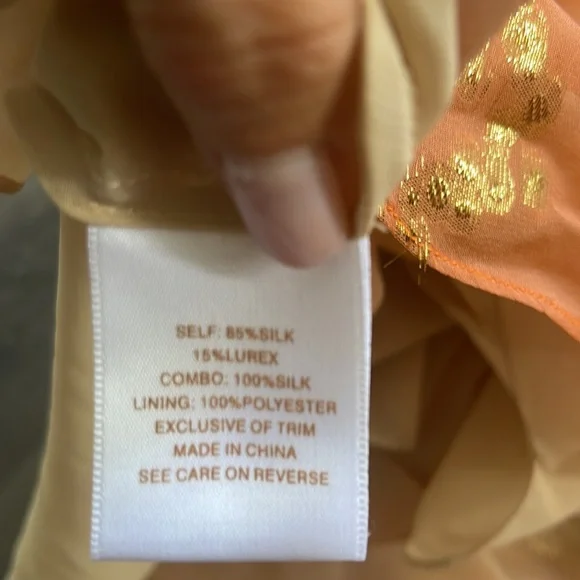 SELF: 85%SILK
15%LUREX
COMBO: 100%SILK
LINING: 100%POLYESTER
EXCLUSIVE OF TRIM
MADE IN CHINA
SEE CARE ON REVERSE